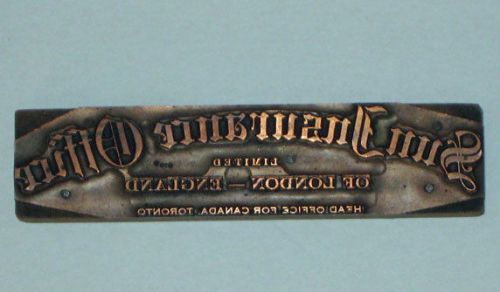 Sun Insurance Office
LIMITED
OF LONDON — ENGLAND
HEAD OFFICE FOR CANADA, TORONTO